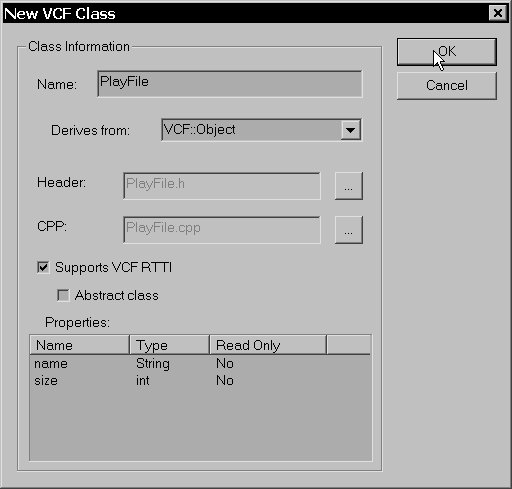 New VCF Class
Class Information
OK
Name: PlayFile
Cancel
Derives from: VCF::Object
Header: PlayFile.h ...
CPP: PlayFile.cpp ...
Supports VCF RTTI
Abstract class
Properties:
Name Type Read Only
name String No
size int No